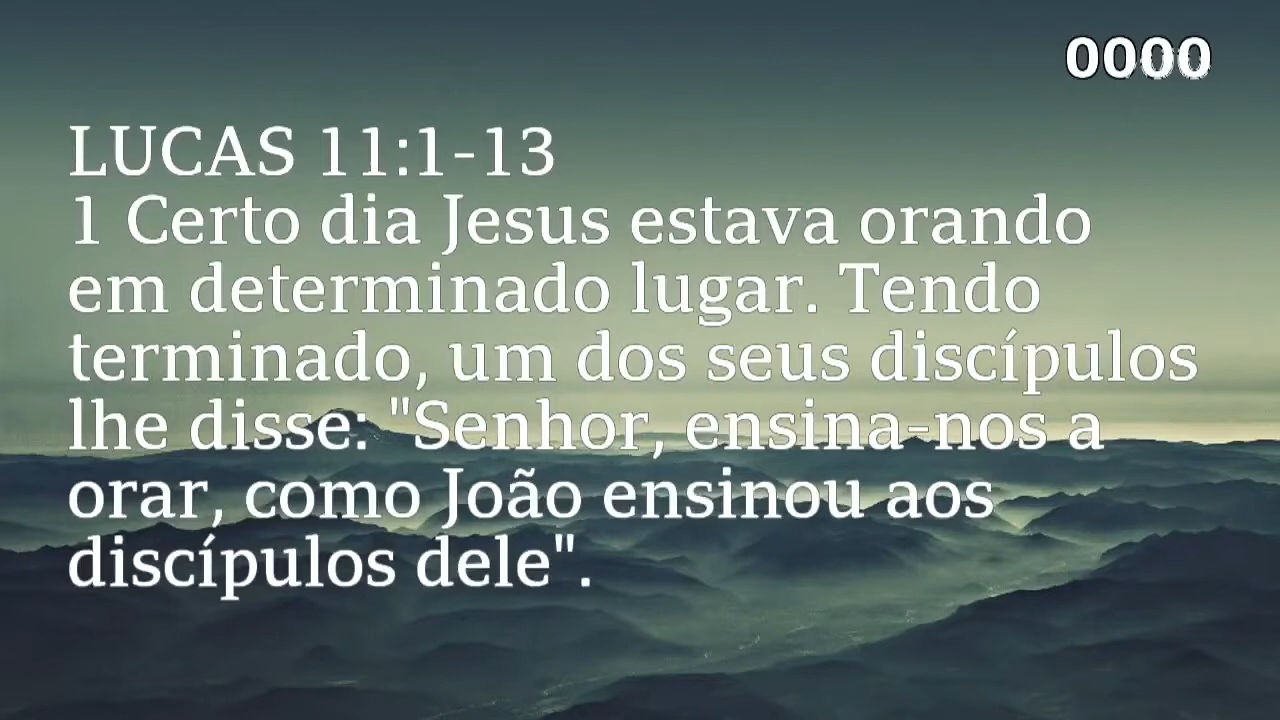 0000
LUCAS 11:1-13
1 Certo dia Jesus estava orando
em determinado lugar. Tendo
terminado, um dos seus discípulos
lhe disse: "Senhor, ensina-nos a
orar, como João ensinou aos
discípulos dele".